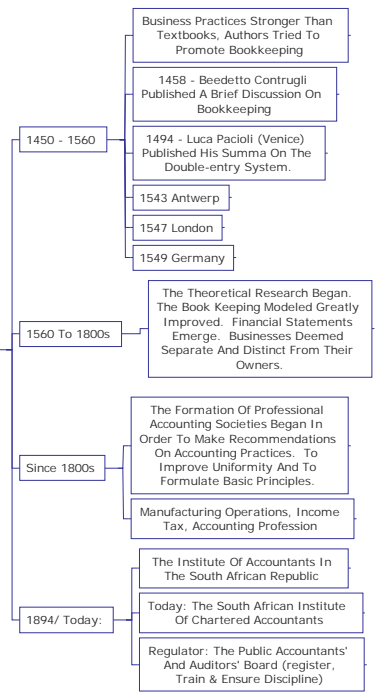 1450 - 1560
Business Practices Stronger Than
Textbooks, Authors Tried To
Promote Bookkeeping
1458 - Beedetto Contrugli
Published A Brief Discussion On
Bookkeeping
1494 - Luca Pacioli (Venice)
Published His Summa On The
Double-entry System.
1543 Antwerp
1547 London
1549 Germany
1560 To 1800s
The Theoretical Research Began.
The Book Keeping Modeled Greatly
Improved.  Financial Statements
Emerge.  Businesses Deemed
Separate And Distinct From Their
Owners.
Since 1800s
The Formation Of Professional
Accounting Societies Began In
Order To Make Recommendations
On Accounting Practices.  To
Improve Uniformity And To
Formulate Basic Principles.
Manufacturing Operations, Income
Tax, Accounting Profession
1894/ Today:
The Institute Of Accountants In
The South African Republic
Today: The South African Institute
Of Chartered Accountants
Regulator: The Public Accountants'
And Auditors' Board (register,
Train & Ensure Discipline)